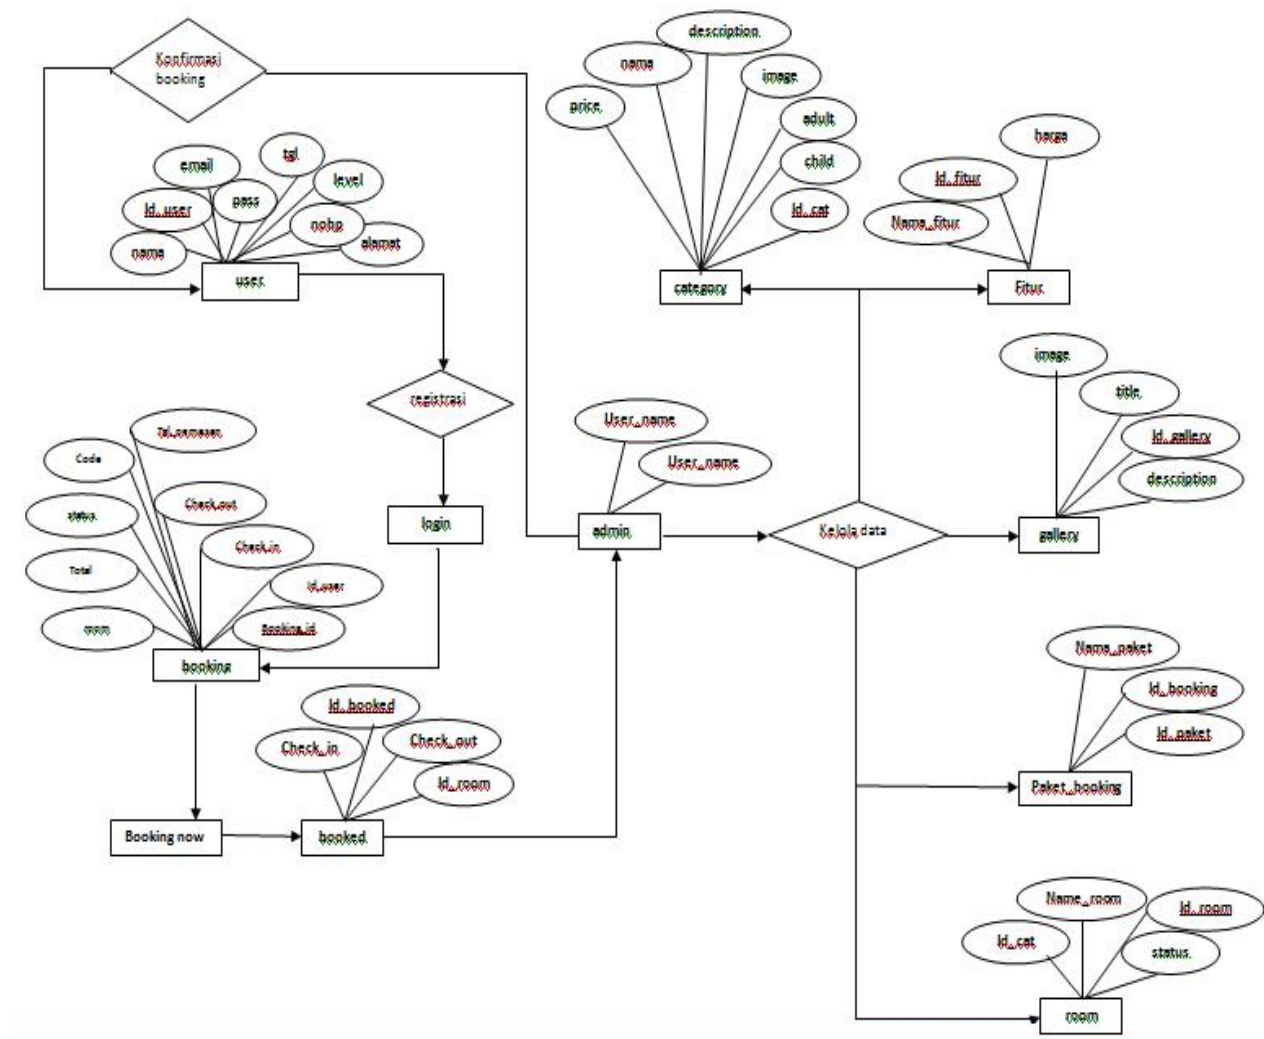 Konfirmasi
booking
description
nama
image
price
adult
child
Id_cat
harga
Id_fitur
Nama_fitur
email
tgl
level
pass
Id_user
nohp
nama
alamat
user
category
Fitur
image
title
Id_gallery
description
gallery
registrasi
User_name
User_name
admin
Kelola data
Code
status
Check_out
Check_in
Total
Id_user
room
Booking_id
login
booking
Id_booked
Check_in
Check_out
Id_room
Booking now
booked
Nama_paket
Id_booking
Id_paket
Paket_booking
Name_room
Id_room
Id_cat
status
room